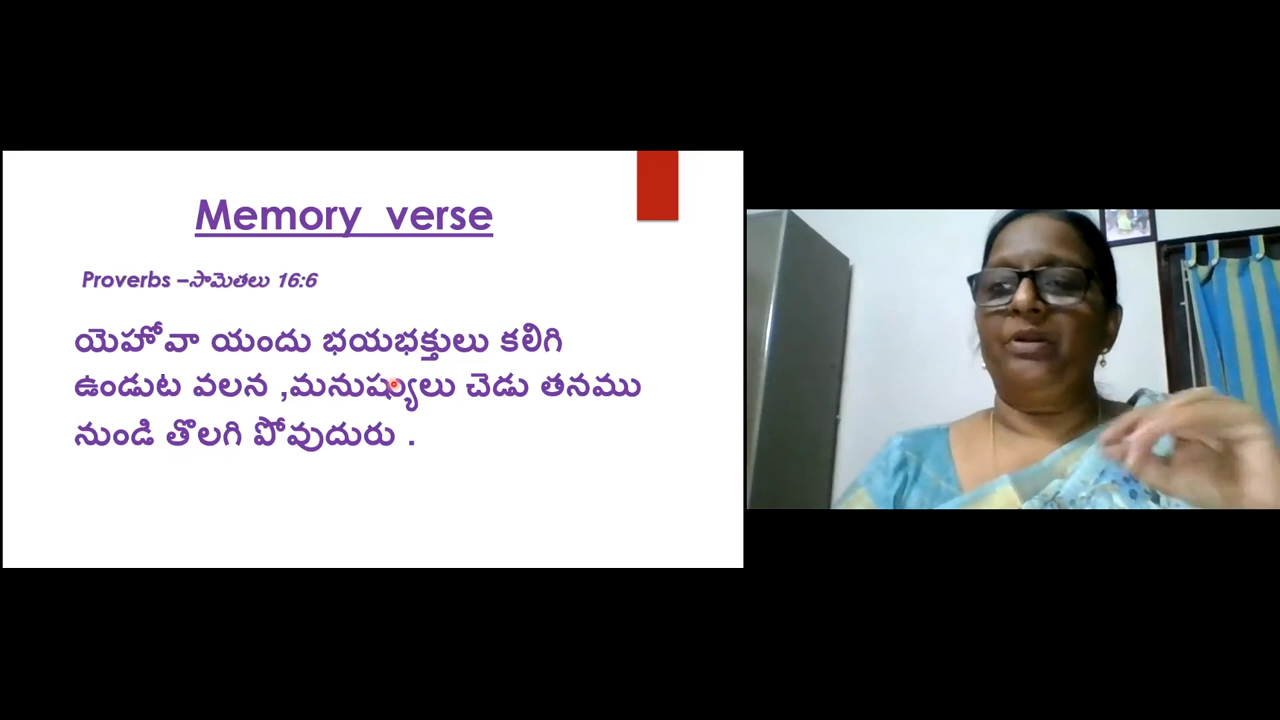 Memory verse
Proverbs –సామెతలు 16:6
యెహోవా యందు భయభక్తులు కలిగి
ఉండుట వలన ,మనుష్యులు చెడు తనము
నుండి తొలగి పోవుదురు .